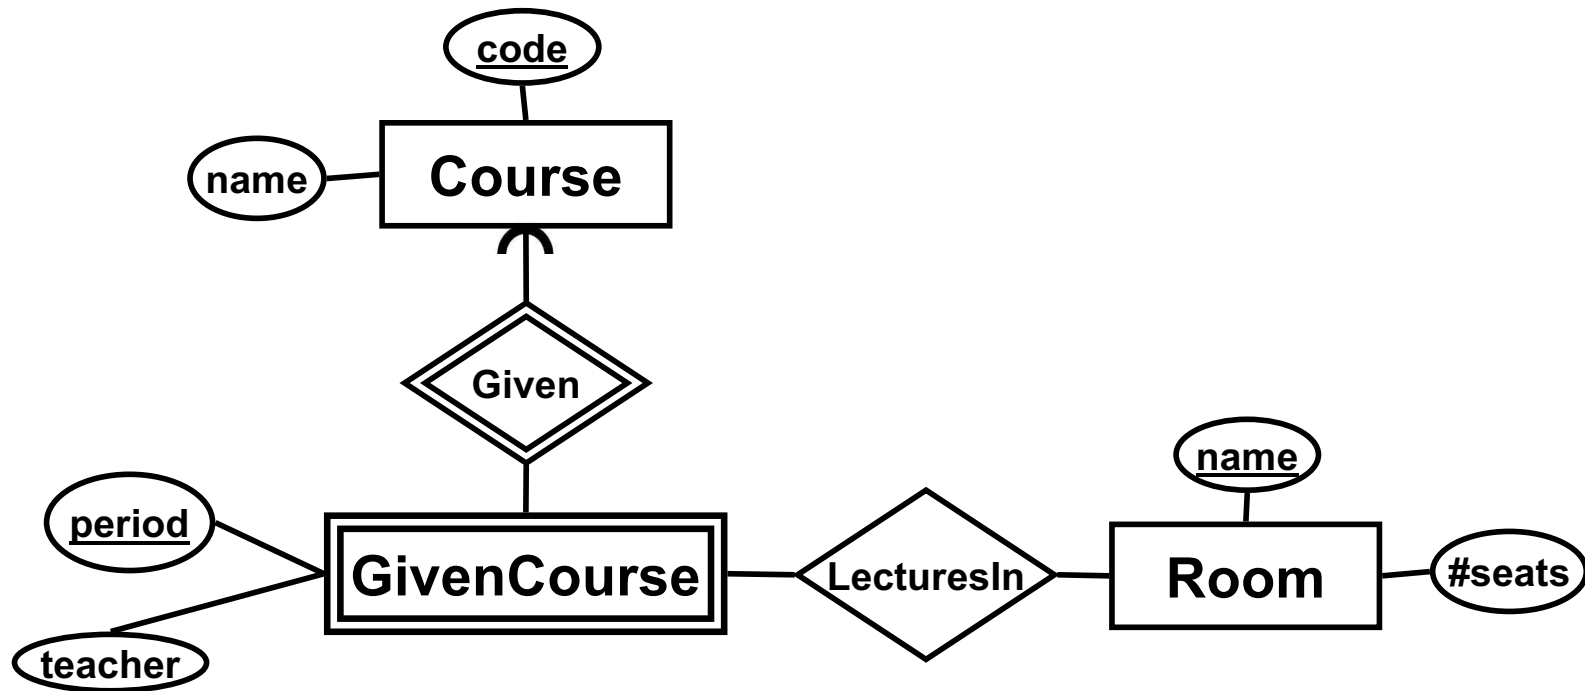 code
name
Course
Given
name
period
GivenCourse
LecturesIn
Room
#seats
teacher